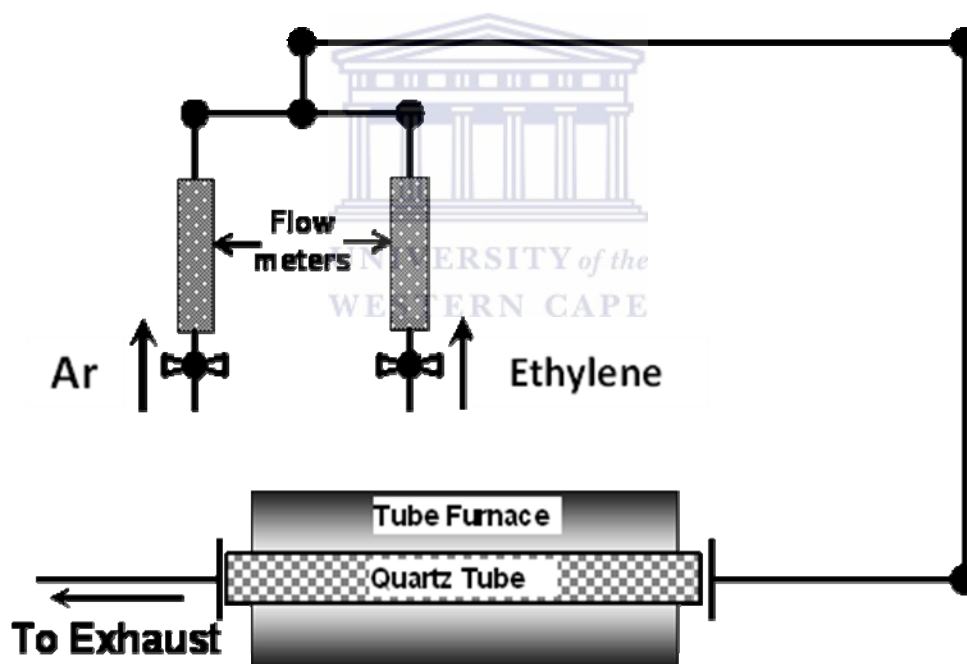 Flow
meters
UNIVERSITY of the
WESTERN CAPE
Ar
Ethylene
Tube Furnace
Quartz Tube
To Exhaust